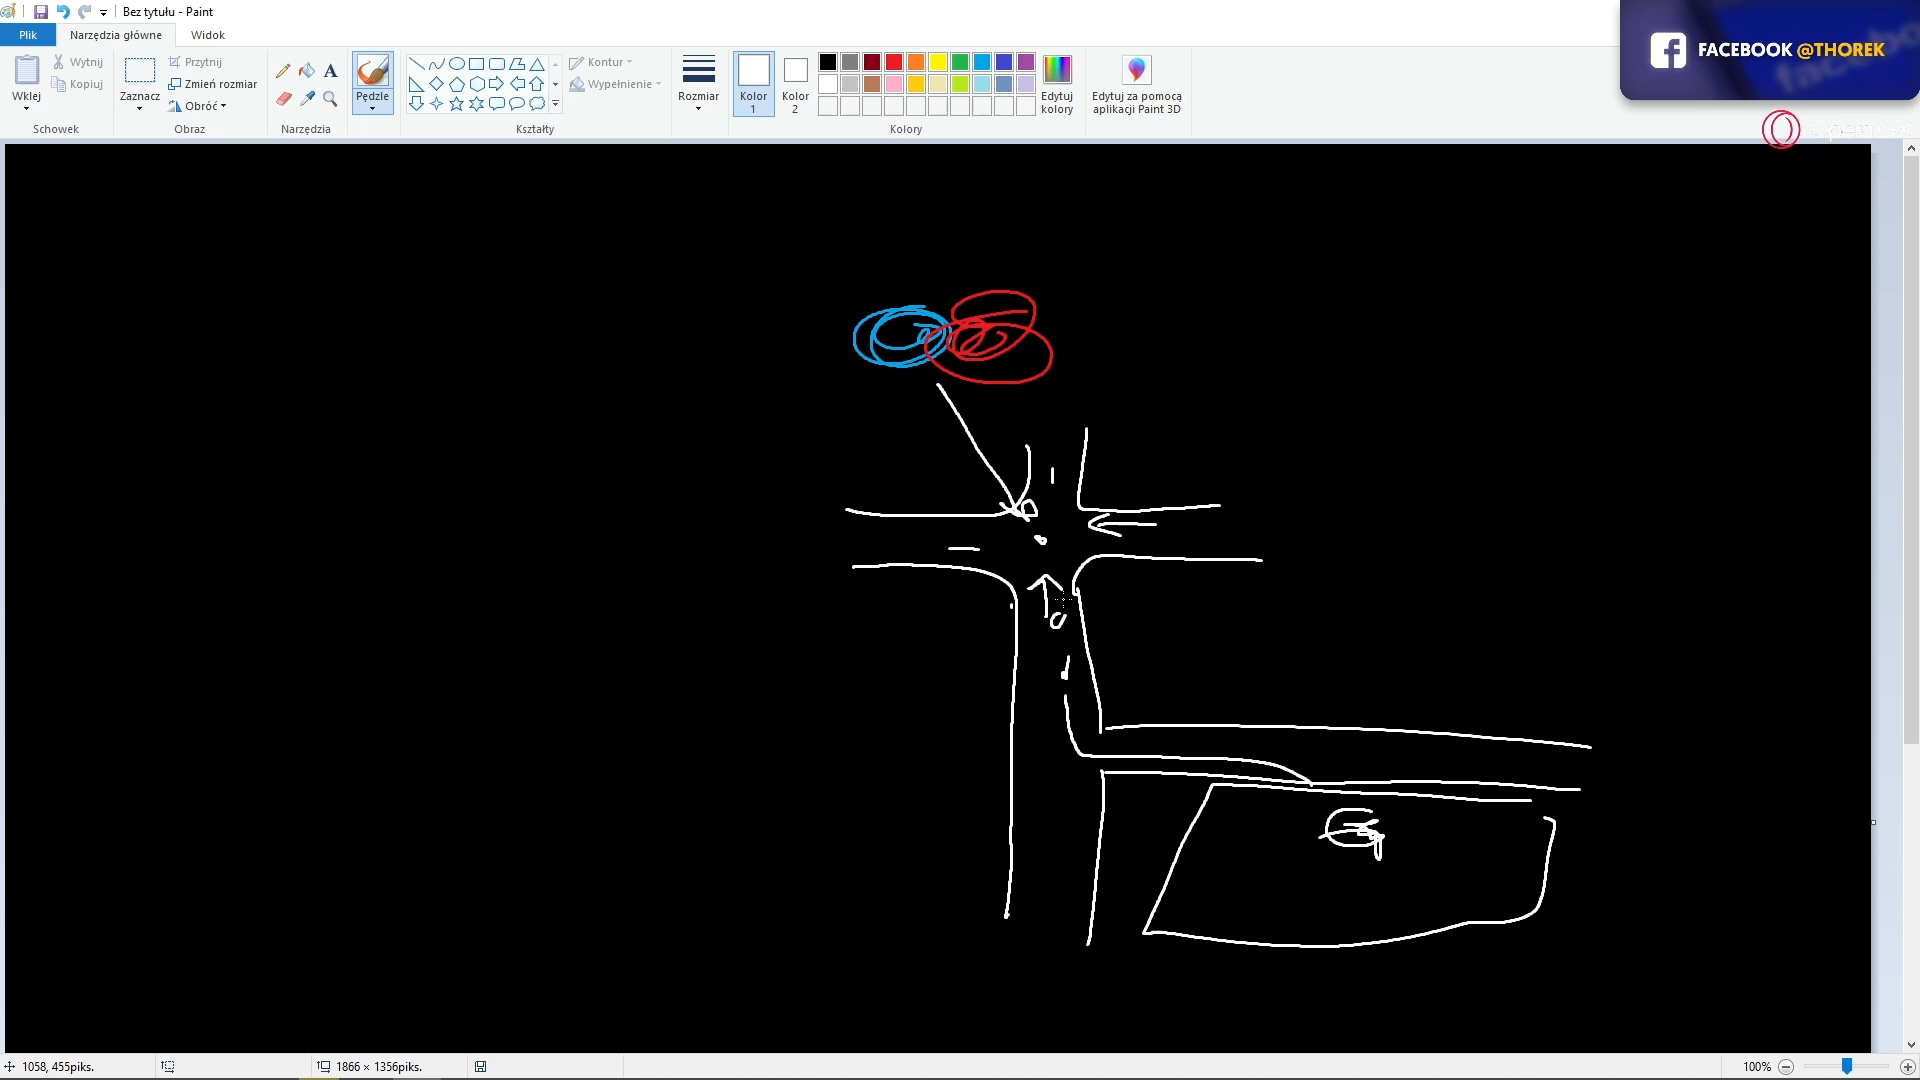 Bez tytułu - Paint
Plik Narzędzia główne Widok
Wklej
Wytnij
Kopiuj
Schowek
Zaznacz
Przytnij
Zmień rozmiar
Obróć
Obraz
A
Narzędzia
Pędzle
Kontur
Wypełnienie
Kształty
Rozmiar
Kolor 1
Kolor 2
Edytuj kolory
Kolory
Edytuj za pomocą aplikacji Paint 3D
FACEBOOK @THOREK
1058, 455piks.
1866 × 1356piks.
100%